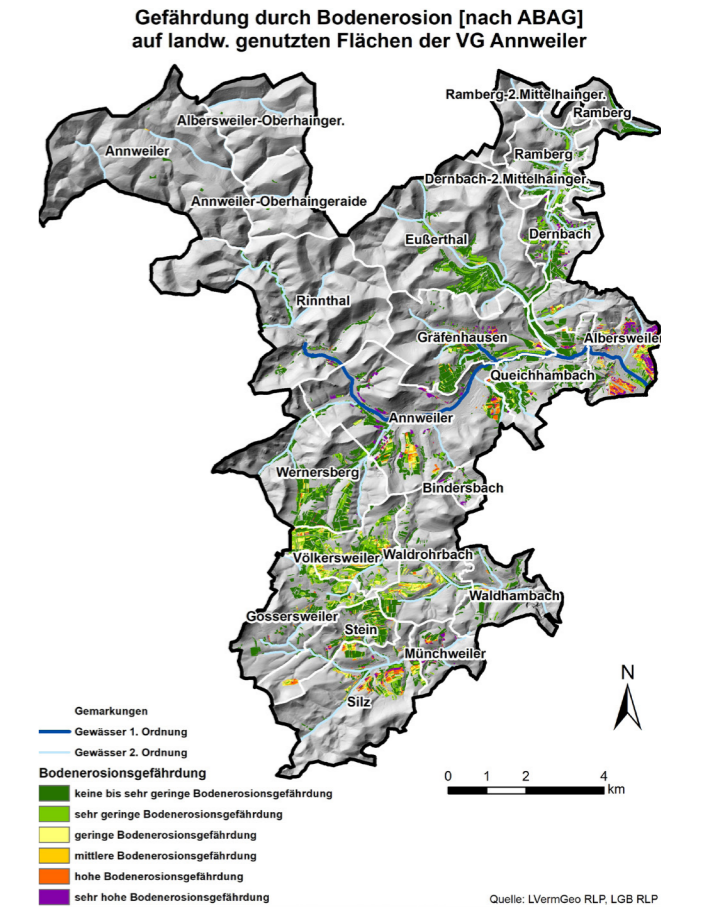 Gefährdung durch Bodenerosion [nach ABAG]
auf landw. genutzten Flächen der VG Annweiler
Ramberg-2.Mittelhainger.
Ramberg
Albersweiler-Oberhainger.
Annweiler
Ramberg
Dernbach-2.Mittelhainger.
Annweiler-Oberhaingeraide
Eußerthal
Dernbach
Rinnthal
Gräfenhausen
Albersweiler
Queichhambach
Annweiler
Wernersberg
Bindersbach
Völkersweiler
Waldrohrbach
Waldhambach
Gossersweiler
Stein
Münchweiler
Silz
N
Gemarkungen
Gewässer 1. Ordnung
Gewässer 2. Ordnung
Bodenerosionsgefährdung
keine bis sehr geringe Bodenerosionsgefährdung
sehr geringe Bodenerosionsgefährdung
geringe Bodenerosionsgefährdung
mittlere Bodenerosionsgefährdung
hohe Bodenerosionsgefährdung
sehr hohe Bodenerosionsgefährdung
0 1 2 4
km
Quelle: LVermGeo RLP, LGB RLP